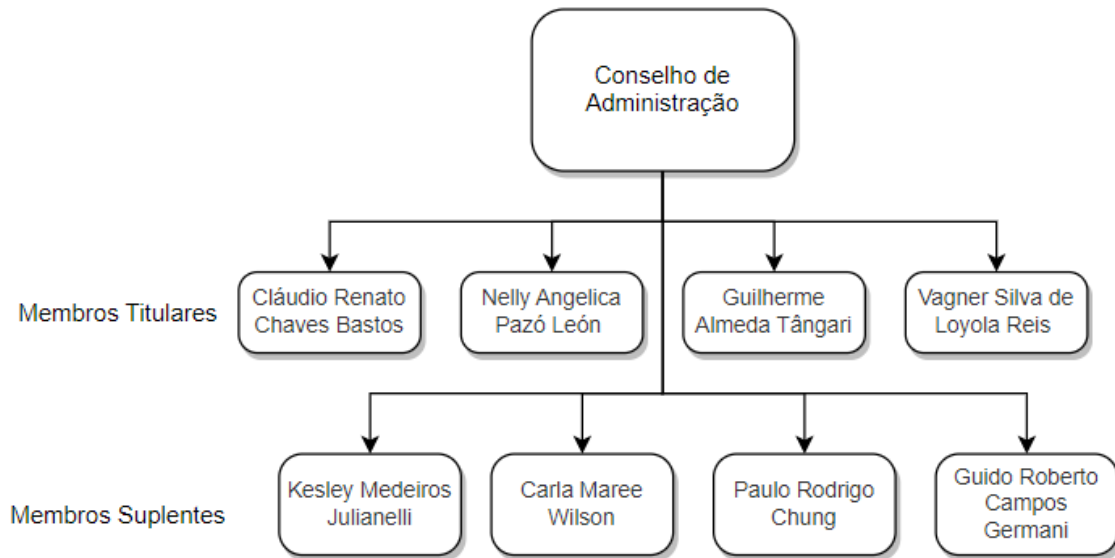 Conselho de
Administração
Membros Titulares
Cláudio Renato
Chaves Bastos
Nelly Angelica
Pazó León
Guilherme
Almeda Tângari
Vagner Silva de
Loyola Reis
Membros Suplentes
Kesley Medeiros
Julianelli
Carla Maree
Wilson
Paulo Rodrigo
Chung
Guido Roberto
Campos
Germani